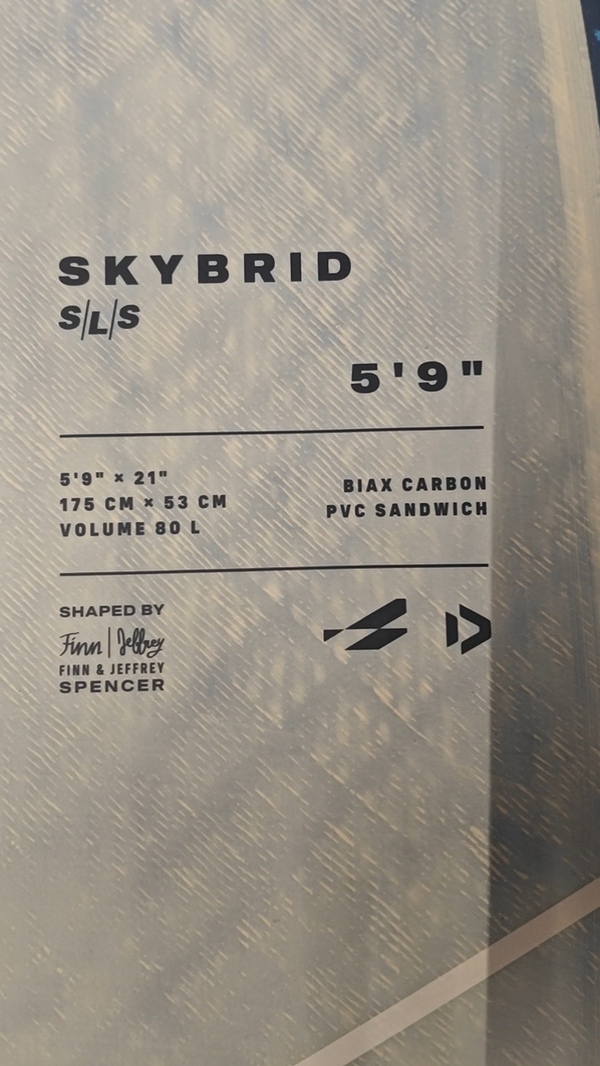 SKYBRID
S/L/S
5'9"
5'9" × 21"
175 CM × 53 CM
VOLUME 80 L
BIAX CARBON
PVC SANDWICH
SHAPED BY
Finn | Jeffrey
FINN & JEFFREY
SPENCER